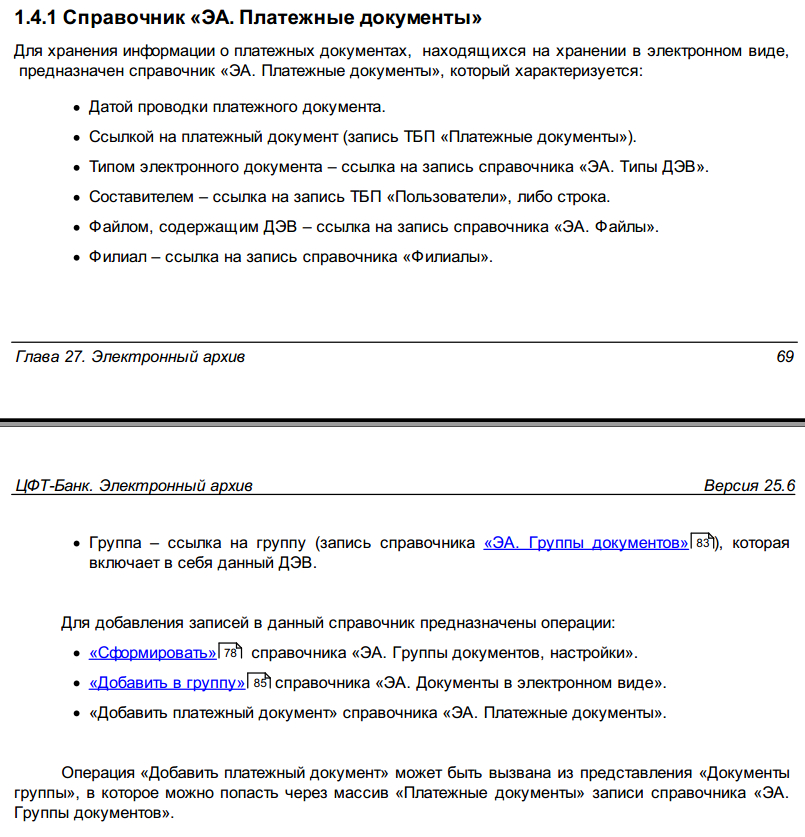 1.4.1 Справочник «ЭА. Платежные документы»
Для хранения информации о платежных документах, находящихся на хранении в электронном виде,
предназначен справочник «ЭА. Платежные документы», который характеризуется:
• Датой проводки платежного документа.
• Ссылкой на платежный документ (запись ТБП «Платежные документы»).
• Типом электронного документа – ссылка на запись справочника «ЭА. Типы ДЭВ».
• Составителем – ссылка на запись ТБП «Пользователи», либо строка.
• Файлом, содержащим ДЭВ – ссылка на запись справочника «ЭА. Файлы».
• Филиал – ссылка на запись справочника «Филиалы».
Глава 27. Электронный архив 69
ЦФТ-Банк. Электронный архив Версия 25.6
• Группа – ссылка на группу (запись справочника «ЭА. Группы документов» 83), которая
включает в себя данный ДЭВ.
Для добавления записей в данный справочник предназначены операции:
• «Сформировать» 78 справочника «ЭА. Группы документов, настройки».
• «Добавить в группу» 85 справочника «ЭА. Документы в электронном виде».
• «Добавить платежный документ» справочника «ЭА. Платежные документы».
Операция «Добавить платежный документ» может быть вызвана из представления «Документы
группы», в которое можно попасть через массив «Платежные документы» записи справочника «ЭА.
Группы документов».